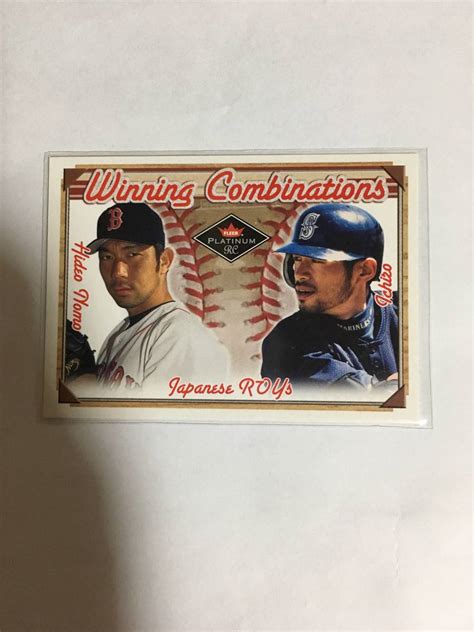 Winning Combinations
B
FLEER
PLATINUM
RC
S
Hideo Nomo
Ichiro
MARINERS
Japanese ROYs